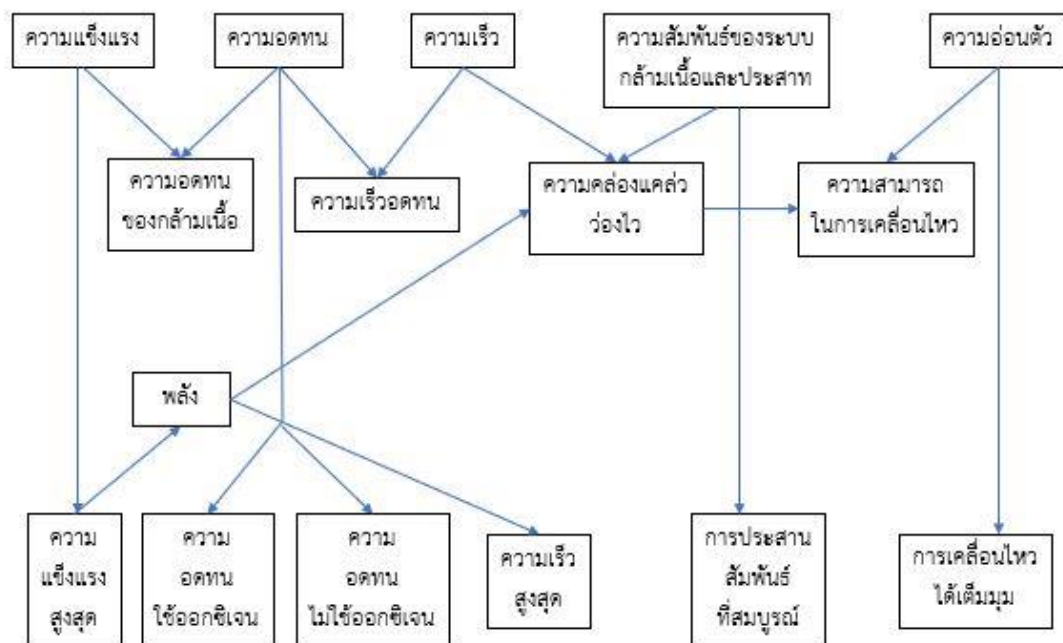 ความแข็งแรง
ความอดทน
ความเร็ว
ความสัมพันธ์ของระบบ
กล้ามเนื้อและประสาท
ความอ่อนตัว
ความอดทน
ของกล้ามเนื้อ
ความเร็วอดทน
ความคล่องแคล่ว
ว่องไว
ความสามารถ
ในการเคลื่อนไหว
พลัง
ความ
แข็งแรง
สูงสุด
ความ
อดทน
ใช้ออกซิเจน
ความ
อดทน
ไม่ใช้ออกซิเจน
ความเร็ว
สูงสุด
การประสาน
สัมพันธ์
ที่สมบูรณ์
การเคลื่อนไหว
ได้เต็มมุม